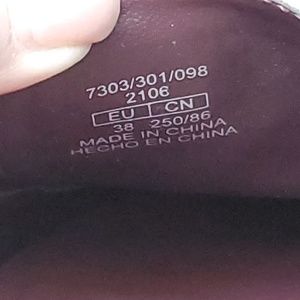 7303/301/098
2106
EU CN
38 250/86
MADE IN CHINA
HECHO EN CHINA